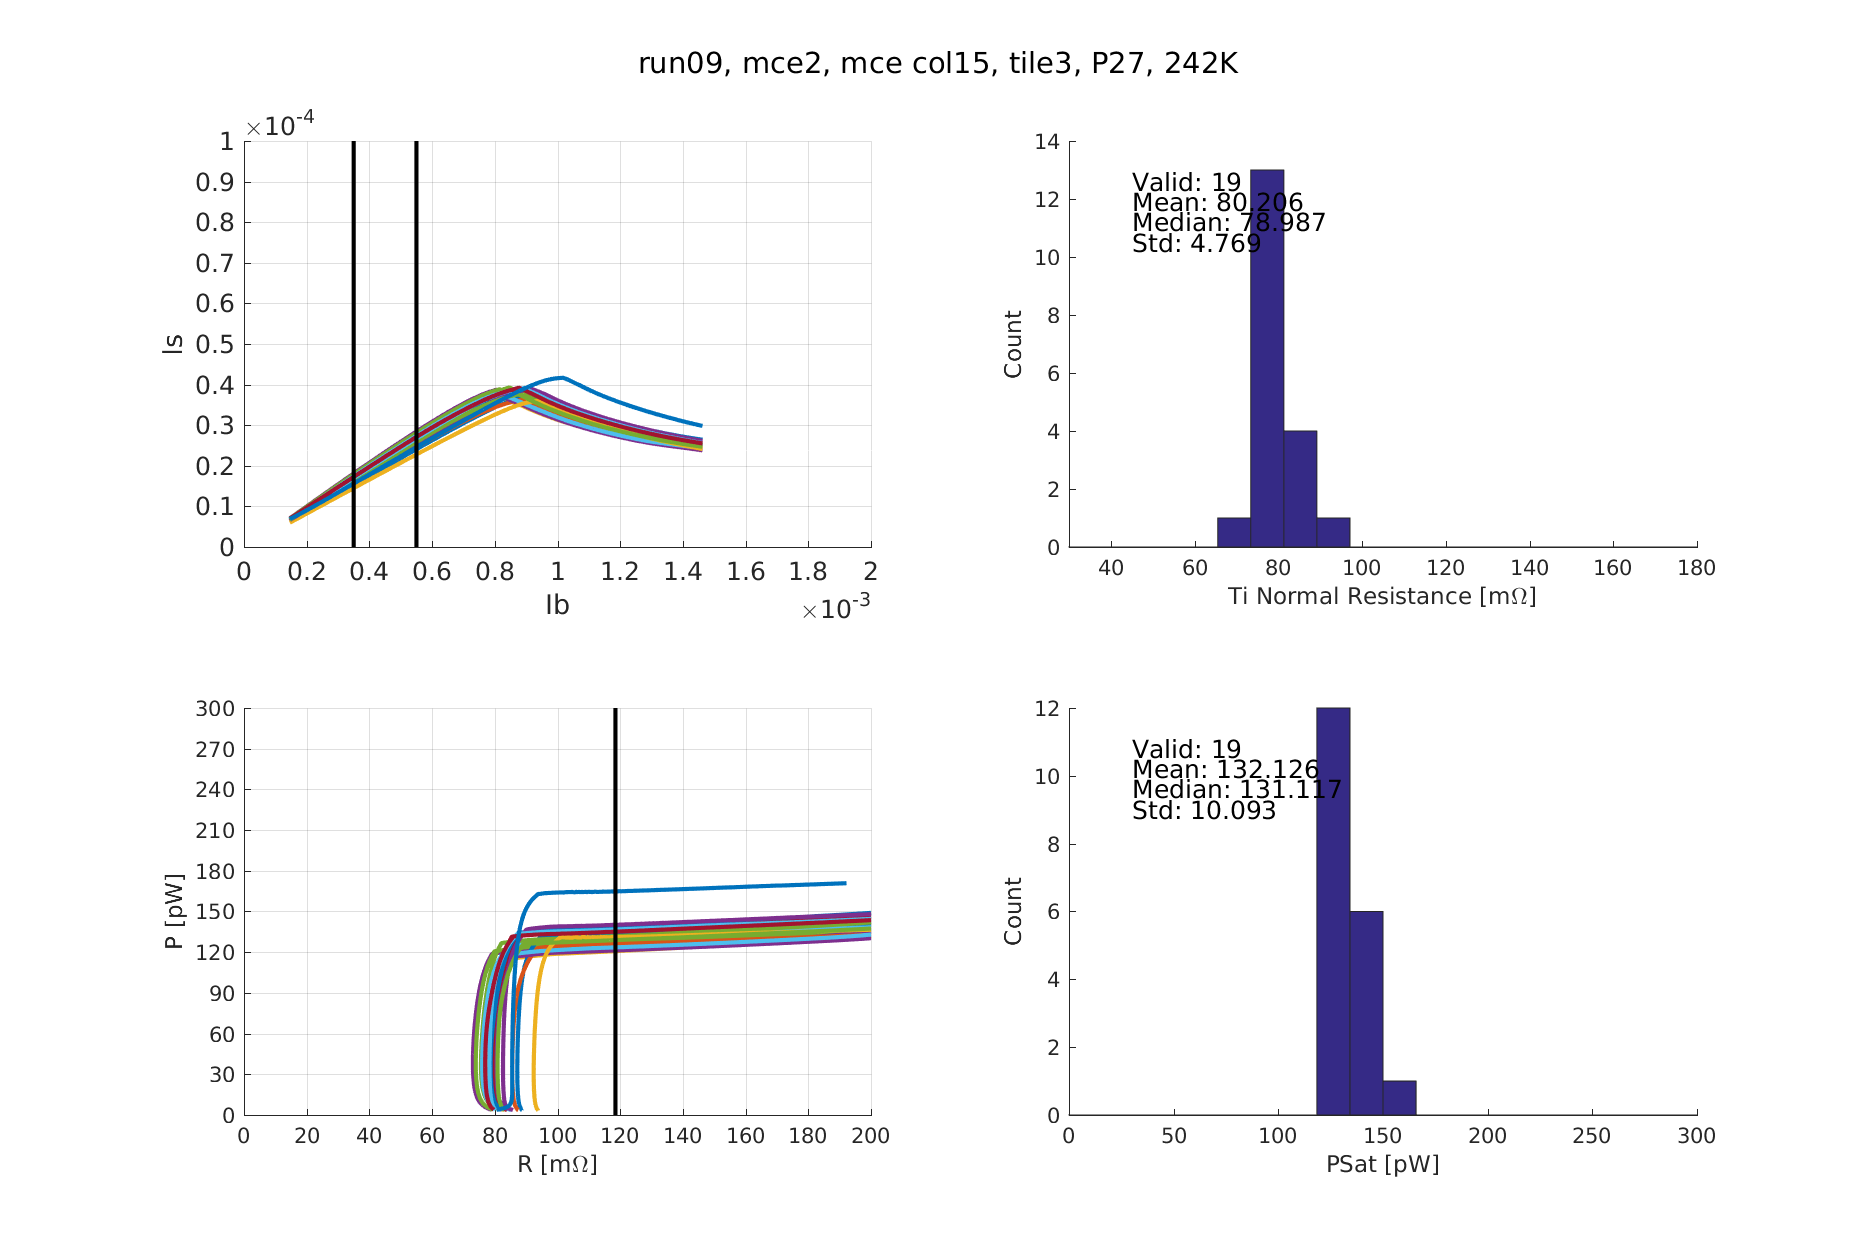 run09, mce2, mce col15, tile3, P27, 242K
×10-4
1
0.9
0.8
0.7
0.6
0.5
0.4
0.3
0.2
0.1
0
Is
0 0.2 0.4 0.6 0.8 1 1.2 1.4 1.6 1.8 2
Ib
×10-3
14
12
10
8
6
4
2
0
Count
Valid: 19
Mean: 80.206
Median: 78.987
Std: 4.769
40 60 80 100 120 140 160 180
Ti Normal Resistance [mΩ]
300
270
240
210
180
150
120
90
60
30
0
P [pW]
0 20 40 60 80 100 120 140 160 180 200
R [mΩ]
12
10
8
6
4
2
0
Count
Valid: 19
Mean: 132.126
Median: 131.117
Std: 10.093
0 50 100 150 200 250 300
PSat [pW]